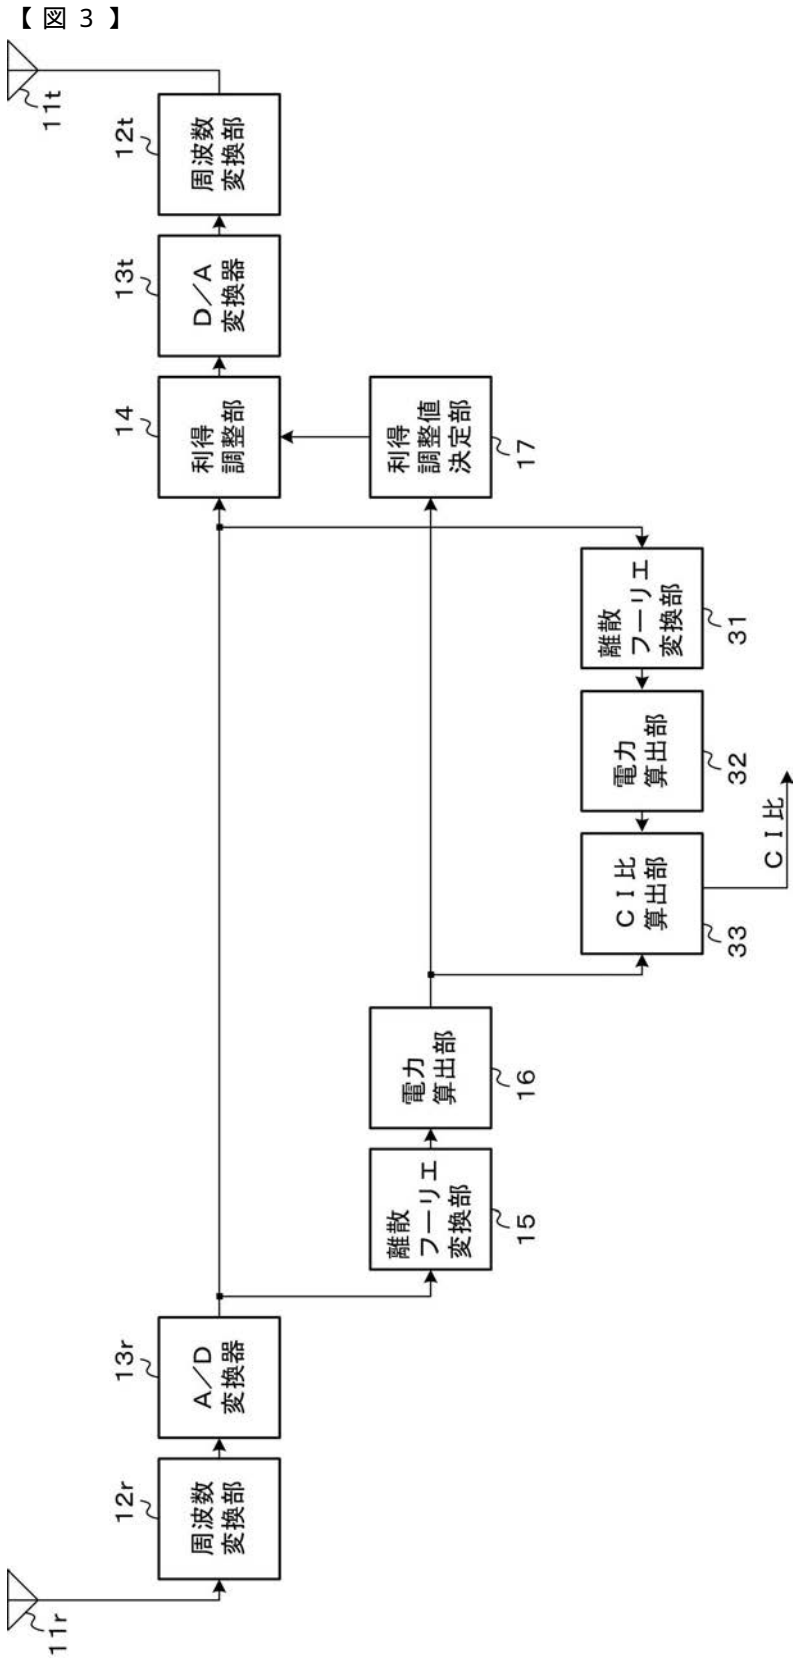 【図３】
11r
12r
周波数
変換部
13r
A／D
変換器
14
利得
調整部
13t
D／A
変換器
12t
周波数
変換部
11t
離散
フーリエ
変換部
15
電力
算出部
16
利得
調整値
決定部
17
ＣＩ比
算出部
33
電力
算出部
32
離散
フーリエ
変換部
31
ＣＩ比